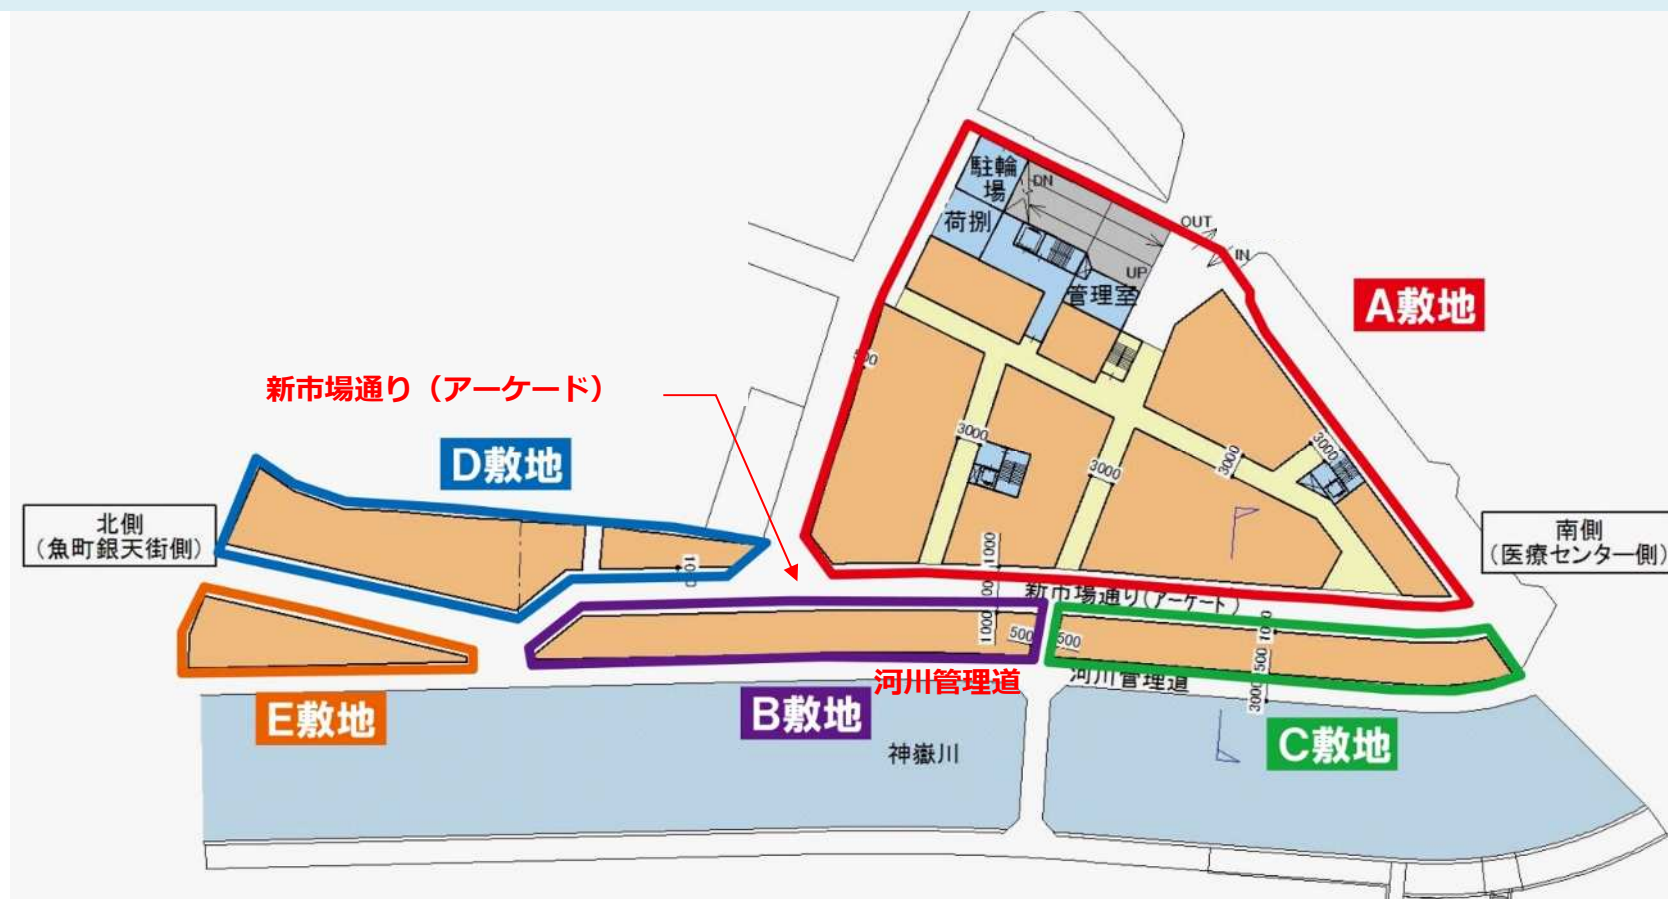 駐輪
場
DN
荷捌
OUT
IN
UP
管理室
A敷地
500
新市場通り（アーケード）
3000
3000
3000
3000
D敷地
北側
（魚町銀天街側）
南側
（医療センター側）
1000
新市場通り(アーケート)
1000
500
500
1000
河川管理道
河川管理道
500
3000
E敷地
B敷地
C敷地
神嶽川